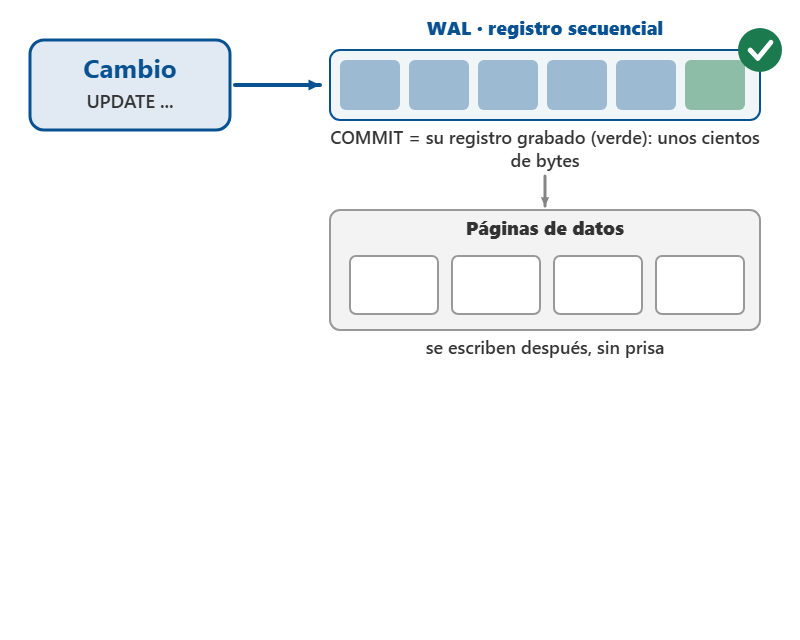 WAL · registro secuencial
Cambio
UPDATE ...
COMMIT = su registro grabado (verde): unos cientos
de bytes
Páginas de datos
se escriben después, sin prisa